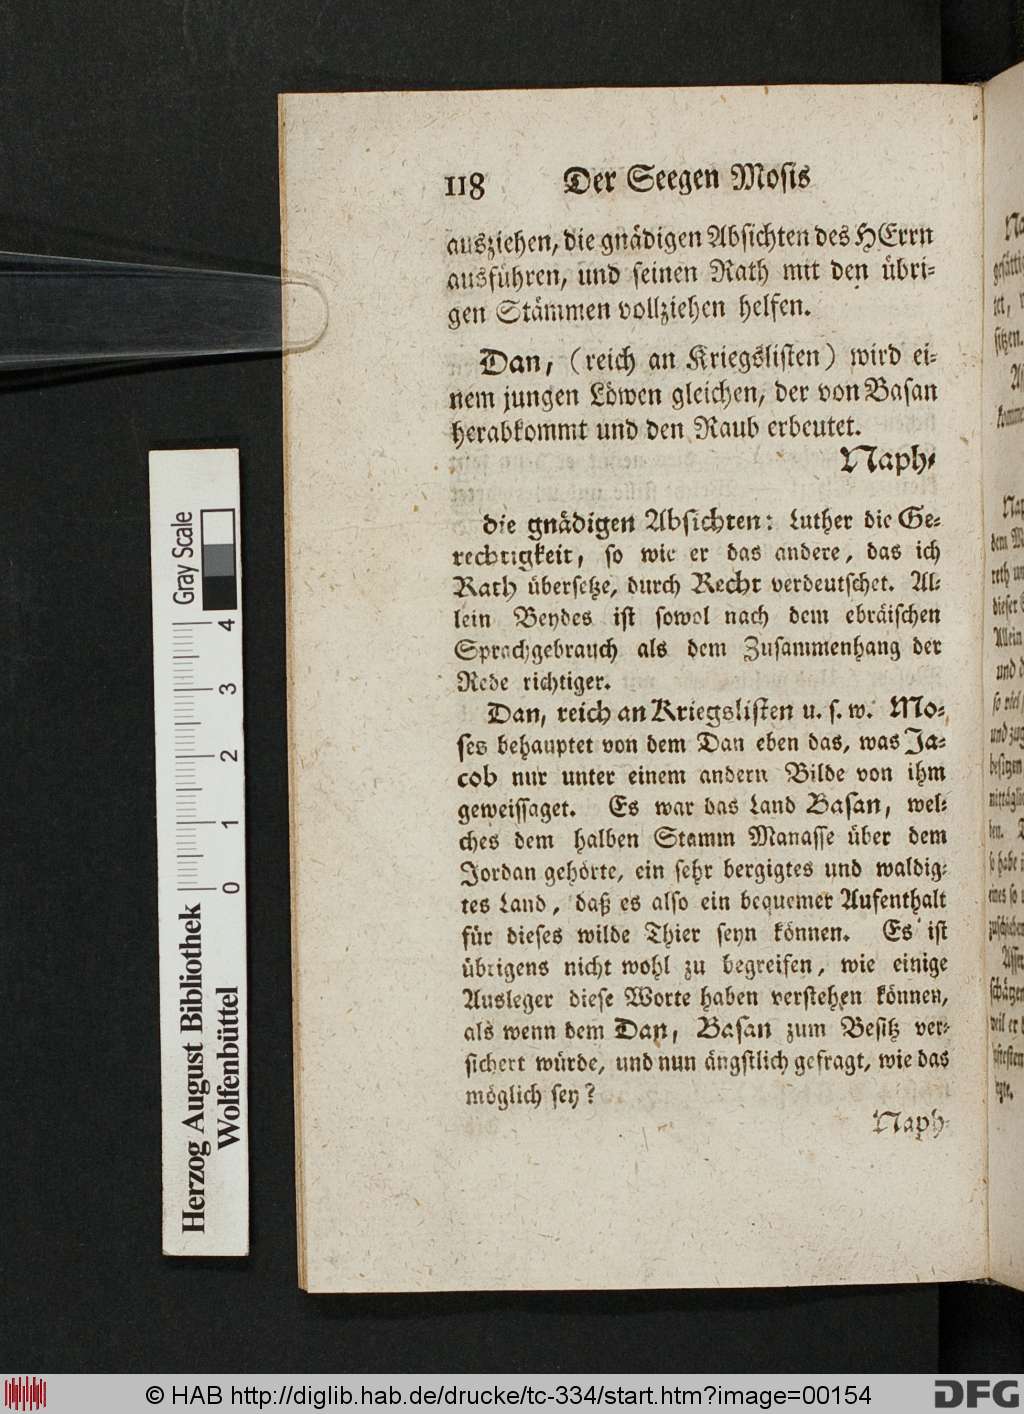 118 Der Seegen Mosis
ausziehen, die gnädigen Absichten des HErrn
ausführen, und seinen Rath mit den übri-
gen Stämmen vollziehen helfen.
Dan, (reich an Kriegslisten) wird ei-
nem jungen Löwen gleichen, der von Basan
herabkommt und den Raub erbeutet.
Naph-
die gnädigen Absichten: Luther die Ge-
rechtigkeit, so wie er das andere, das ich
Rath übersetze, durch Recht verdeutschet. Al-
lein Beydes ist sowol nach dem ebräischen
Sprachgebrauch als dem Zusammenhang der
Rede richtiger.
Dan, reich an Kriegslisten u. s. w. Mo-
ses behauptet von dem Dan eben das, was Ja-
cob nur unter einem andern Bilde von ihm
geweissaget. Es war das Land Basan, wel-
ches dem halben Stamm Manasse über dem
Jordan gehörte, ein sehr bergigtes und waldig-
tes Land, daß es also ein bequemer Aufenthalt
für dieses wilde Thier seyn können. Es ist
übrigens nicht wohl zu begreifen, wie einige
Ausleger diese Worte haben verstehen können,
als wenn dem Dan, Basan zum Besitz ver-
sichert würde, und nun ängstlich gefragt, wie das
möglich sey?
Naph-
Gray Scale
0 1 2 3 4
Herzog August Bibliothek
Wolfenbüttel
© HAB http://diglib.hab.de/drucke/tc-334/start.htm?image=00154
DFG